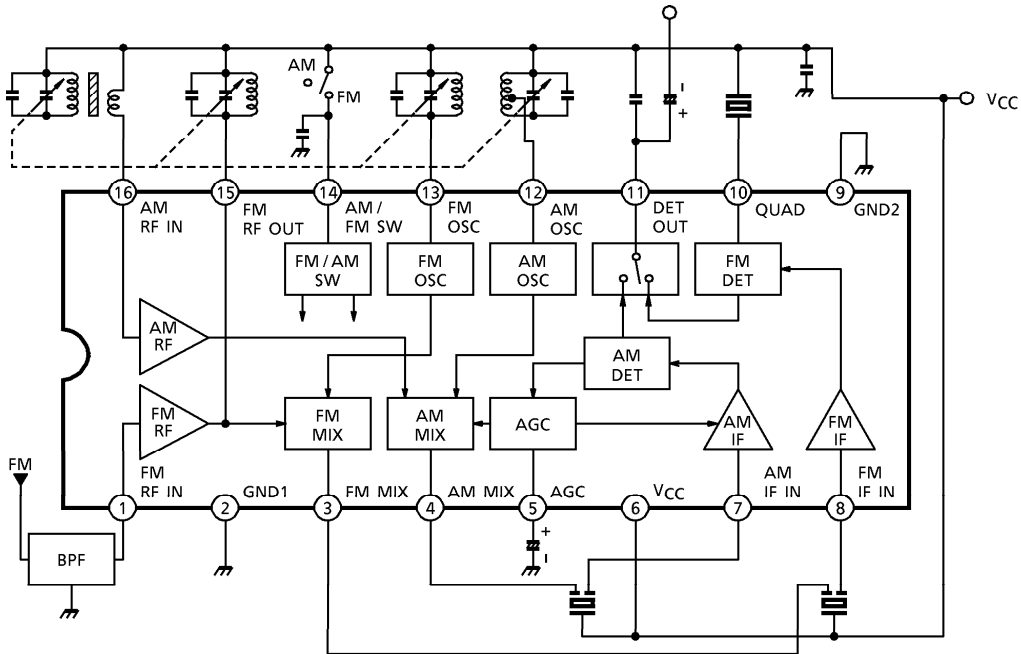 AM
FM
VCC
16
15
14
13
12
11
10
9
AM
RF IN
FM
RF OUT
AM /
FM SW
FM
OSC
AM
OSC
DET
OUT
QUAD
GND2
FM / AM
SW
FM
OSC
AM
OSC
FM
DET
AM
RF
AM
DET
FM
RF
FM
MIX
AM
MIX
AGC
AM
IF
FM
IF
FM
FM
RF IN
GND1
FM MIX
AM MIX
AGC
VCC
AM
IF IN
FM
IF IN
1
2
3
4
5
6
7
8
BPF